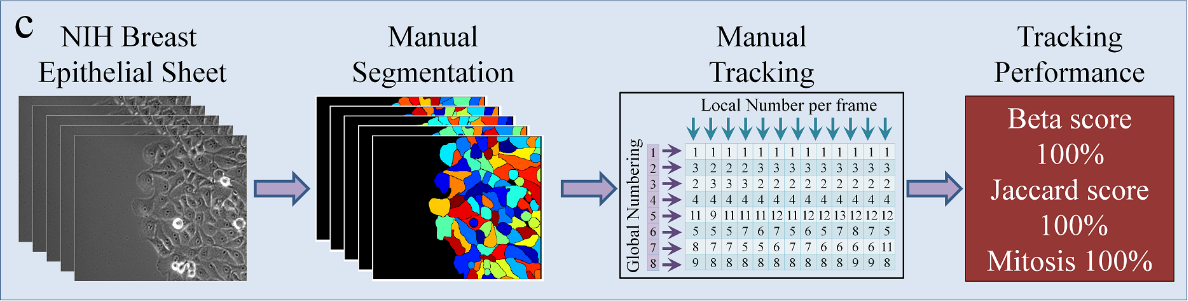 c
NIH Breast
Epithelial Sheet
Manual
Segmentation
Manual
Tracking
Tracking
Performance
Local Number per frame
Global Numbering
1 1 1 1 1 1 1 1 1 1 1 1 1
2 3 2 2 3 3 3 3 3 3 3 3 3
3 2 3 3 2 2 2 2 2 2 2 2 2
4 4 4 4 4 4 4 4 4 4 4 4 4
5 11 9 11 11 11 12 11 12 12 13 12 12 12
6 5 5 7 6 7 6 5 7 5 7 8 7 5
7 8 7 7 5 5 6 7 7 6 6 6 6 11
8 9 9 8 8 8 8 8 8 8 8 9 9 8
Beta score
100%
Jaccard score
100%
Mitosis 100%